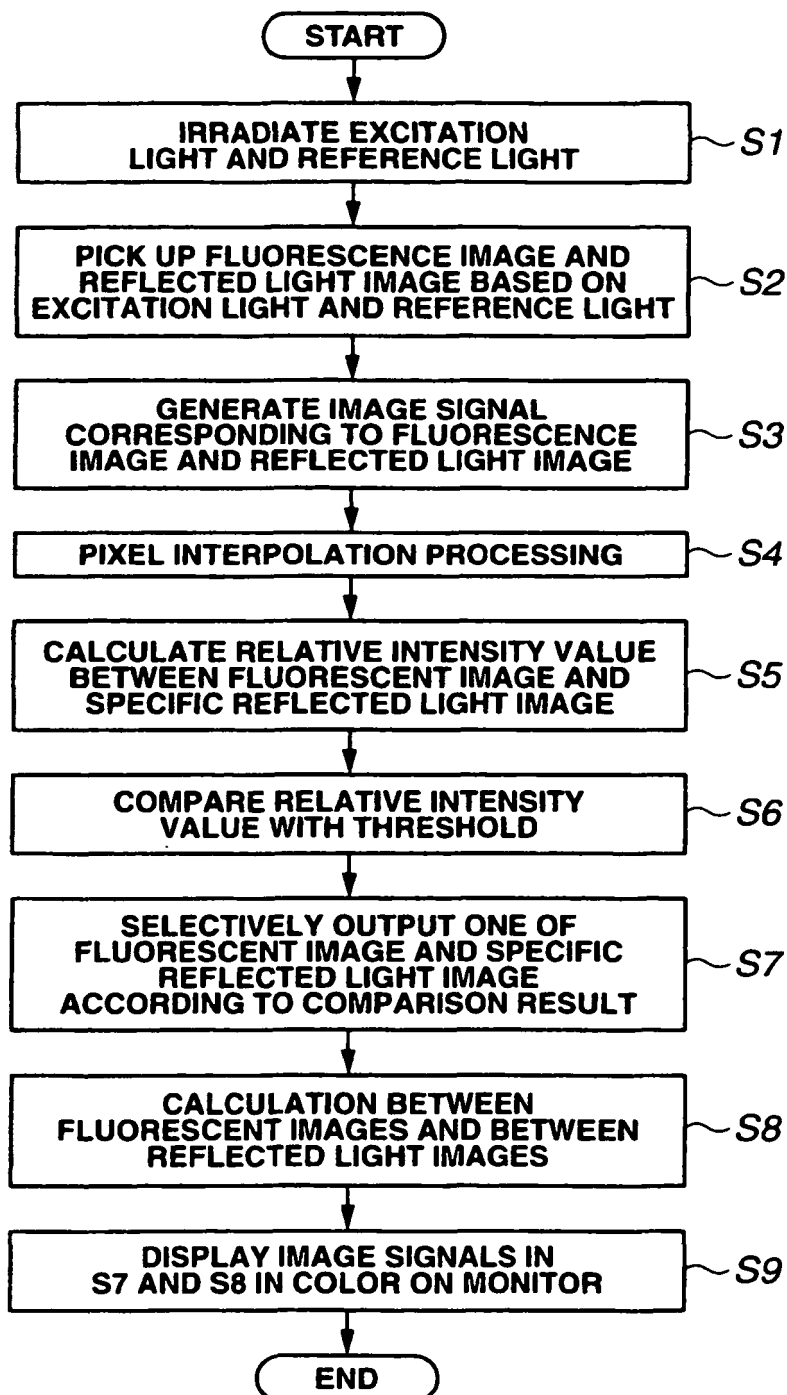 START
IRRADIATE EXCITATION
LIGHT AND REFERENCE LIGHT
S1
PICK UP FLUORESCENCE IMAGE AND
REFLECTED LIGHT IMAGE BASED ON
EXCITATION LIGHT AND REFERENCE LIGHT
S2
GENERATE IMAGE SIGNAL
CORRESPONDING TO FLUORESCENCE
IMAGE AND REFLECTED LIGHT IMAGE
S3
PIXEL INTERPOLATION PROCESSING
S4
CALCULATE RELATIVE INTENSITY VALUE
BETWEEN FLUORESCENT IMAGE AND
SPECIFIC REFLECTED LIGHT IMAGE
S5
COMPARE RELATIVE INTENSITY
VALUE WITH THRESHOLD
S6
SELECTIVELY OUTPUT ONE OF
FLUORESCENT IMAGE AND SPECIFIC
REFLECTED LIGHT IMAGE
ACCORDING TO COMPARISON RESULT
S7
CALCULATION BETWEEN
FLUORESCENT IMAGES AND BETWEEN
REFLECTED LIGHT IMAGES
S8
DISPLAY IMAGE SIGNALS IN
S7 AND S8 IN COLOR ON MONITOR
S9
END